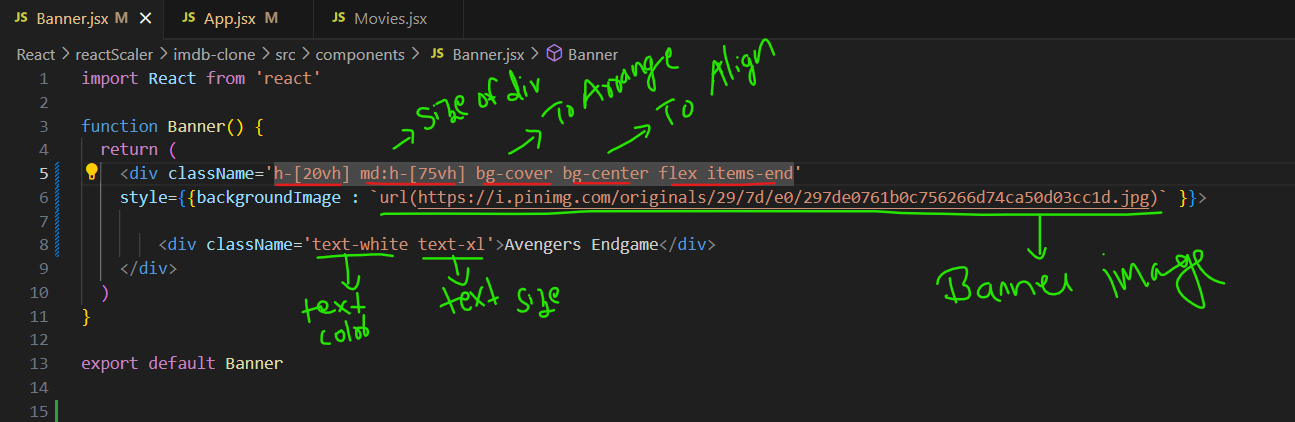 JS Banner.jsx M × JS App.jsx M JS Movies.jsx
React > reactScaler > imdb-clone > src > components > JS Banner.jsx > Banner
1 import React from 'react'
2
Size of div
To Arrange
To Align
3 function Banner() {
4 return (
5 <div className='h-[20vh] md:h-[75vh] bg-cover bg-center flex items-end'
6 style={{backgroundImage : `url(https://i.pinimg.com/originals/29/7d/e0/297de0761b0c756266d74ca50d03cc1d.jpg)` }}>
7
8 <div className='text-white text-xl'>Avengers Endgame</div>
9 </div>
Banner image
10 )
text color
text size
11 }
12
13 export default Banner
14
15